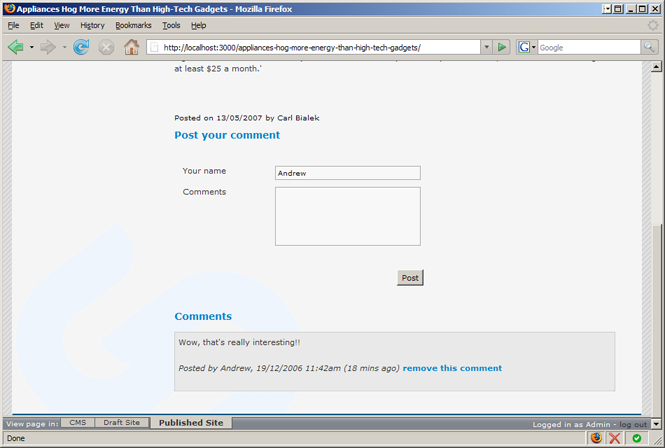 Appliances Hog More Energy Than High-Tech Gadgets - Mozilla Firefox
File Edit View History Bookmarks Tools Help
http://localhost:3000/appliances-hog-more-energy-than-high-tech-gadgets/
G Google
at least $25 a month.'
Posted on 13/05/2007 by Carl Bialek
Post your comment
Your name Andrew
Comments
Post
Comments
Wow, that's really interesting!!
Posted by Andrew, 19/12/2006 11:42am (18 mins ago) remove this comment
View page in: CMS Draft Site Published Site Logged in as Admin - log out
Done